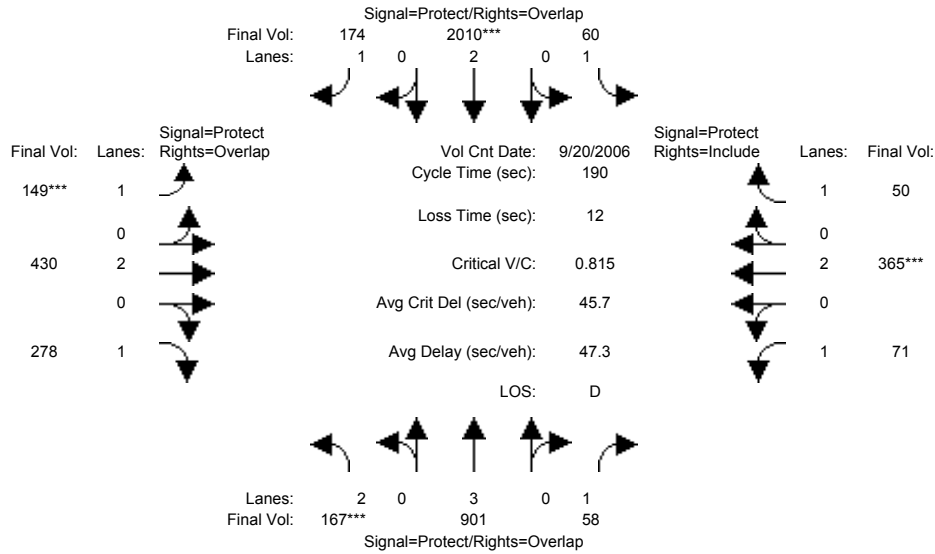 Signal=Protect/Rights=Overlap
Final Vol: 174 2010*** 60
Lanes: 1 0 2 0 1
Signal=Protect
Final Vol: Lanes: Rights=Overlap
Vol Cnt Date: 9/20/2006
Signal=Protect
Rights=Include Lanes: Final Vol:
Cycle Time (sec): 190
149*** 1
1 50
Loss Time (sec): 12
0
0
430 2
Critical V/C: 0.815
2 365***
0
Avg Crit Del (sec/veh): 45.7
0
278 1
Avg Delay (sec/veh): 47.3
1 71
LOS: D
Lanes: 2 0 3 0 1
Final Vol: 167*** 901 58
Signal=Protect/Rights=Overlap